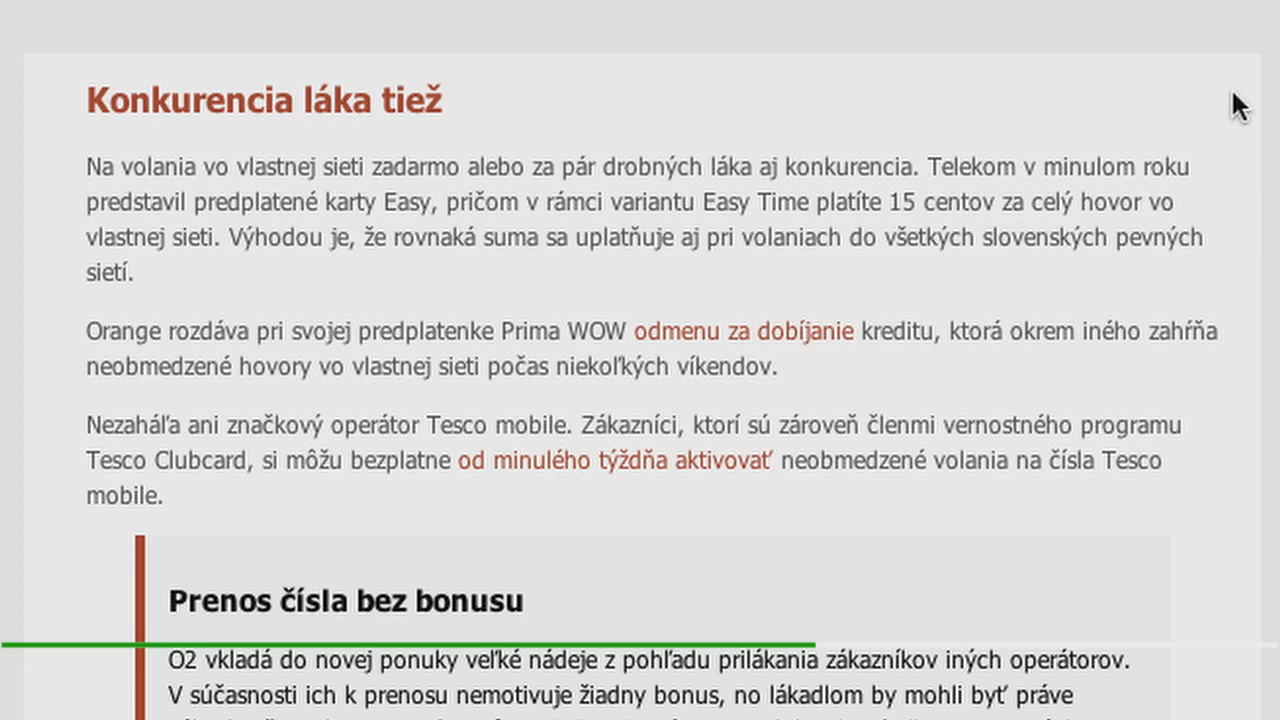 Konkurencia láka tiež
Na volania vo vlastnej sieti zadarmo alebo za pár drobných láka aj konkurencia. Telekom v minulom roku
predstavil predplatené karty Easy, pričom v rámci variantu Easy Time platíte 15 centov za celý hovor vo
vlastnej sieti. Výhodou je, že rovnaká suma sa uplatňuje aj pri volaniach do všetkých slovenských pevných
sietí.
Orange rozdáva pri svojej predplatenke Prima WOW odmenu za dobíjanie kreditu, ktorá okrem iného zahŕňa
neobmedzené hovory vo vlastnej sieti počas niekoľkých víkendov.
Nezaháľa ani značkový operátor Tesco mobile. Zákazníci, ktorí sú zároveň členmi vernostného programu
Tesco Clubcard, si môžu bezplatne od minulého týždňa aktivovať neobmedzené volania na čísla Tesco
mobile.
Prenos čísla bez bonusu
O2 vkladá do novej ponuky veľké nádeje z pohľadu prilákania zákazníkov iných operátorov.
V súčasnosti ich k prenosu nemotivuje žiadny bonus, no lákadlom by mohli byť práve